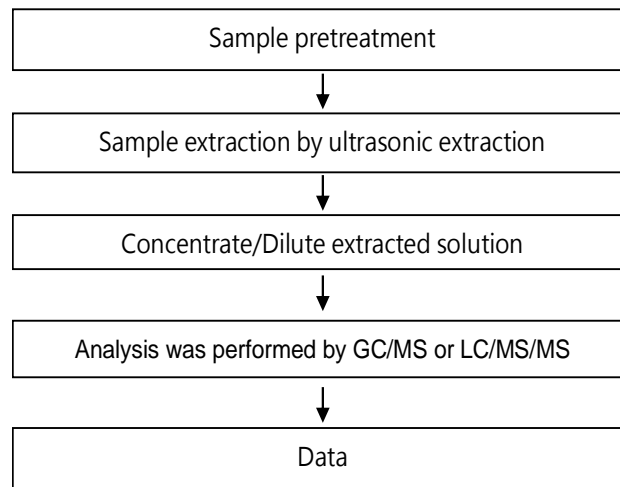 Sample pretreatment
Sample extraction by ultrasonic extraction
Concentrate/Dilute extracted solution
Analysis was performed by GC/MS or LC/MS/MS
Data